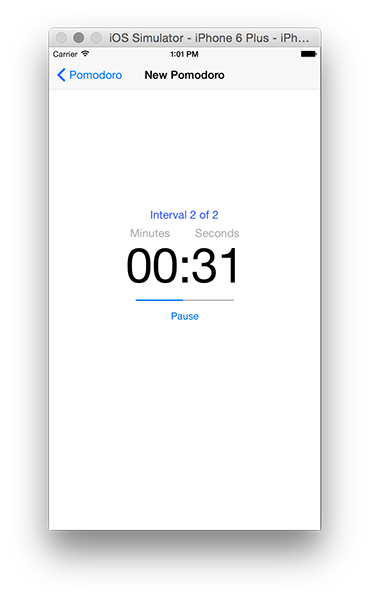 iOS Simulator - iPhone 6 Plus - iPh...
Carrier 1:01 PM
Pomodoro New Pomodoro
Interval 2 of 2
Minutes Seconds
00:31
Pause